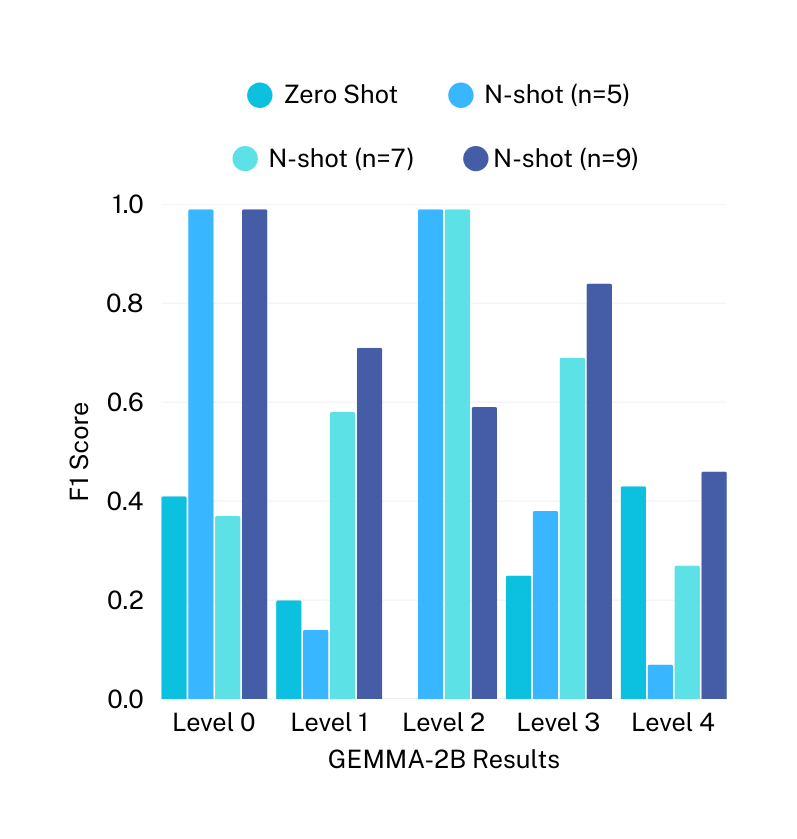 Zero Shot
N-shot (n=5)
N-shot (n=7)
N-shot (n=9)
1.0
0.8
0.6
0.4
0.2
0.0
F1 Score
Level 0
Level 1
Level 2
Level 3
Level 4
GEMMA-2B Results